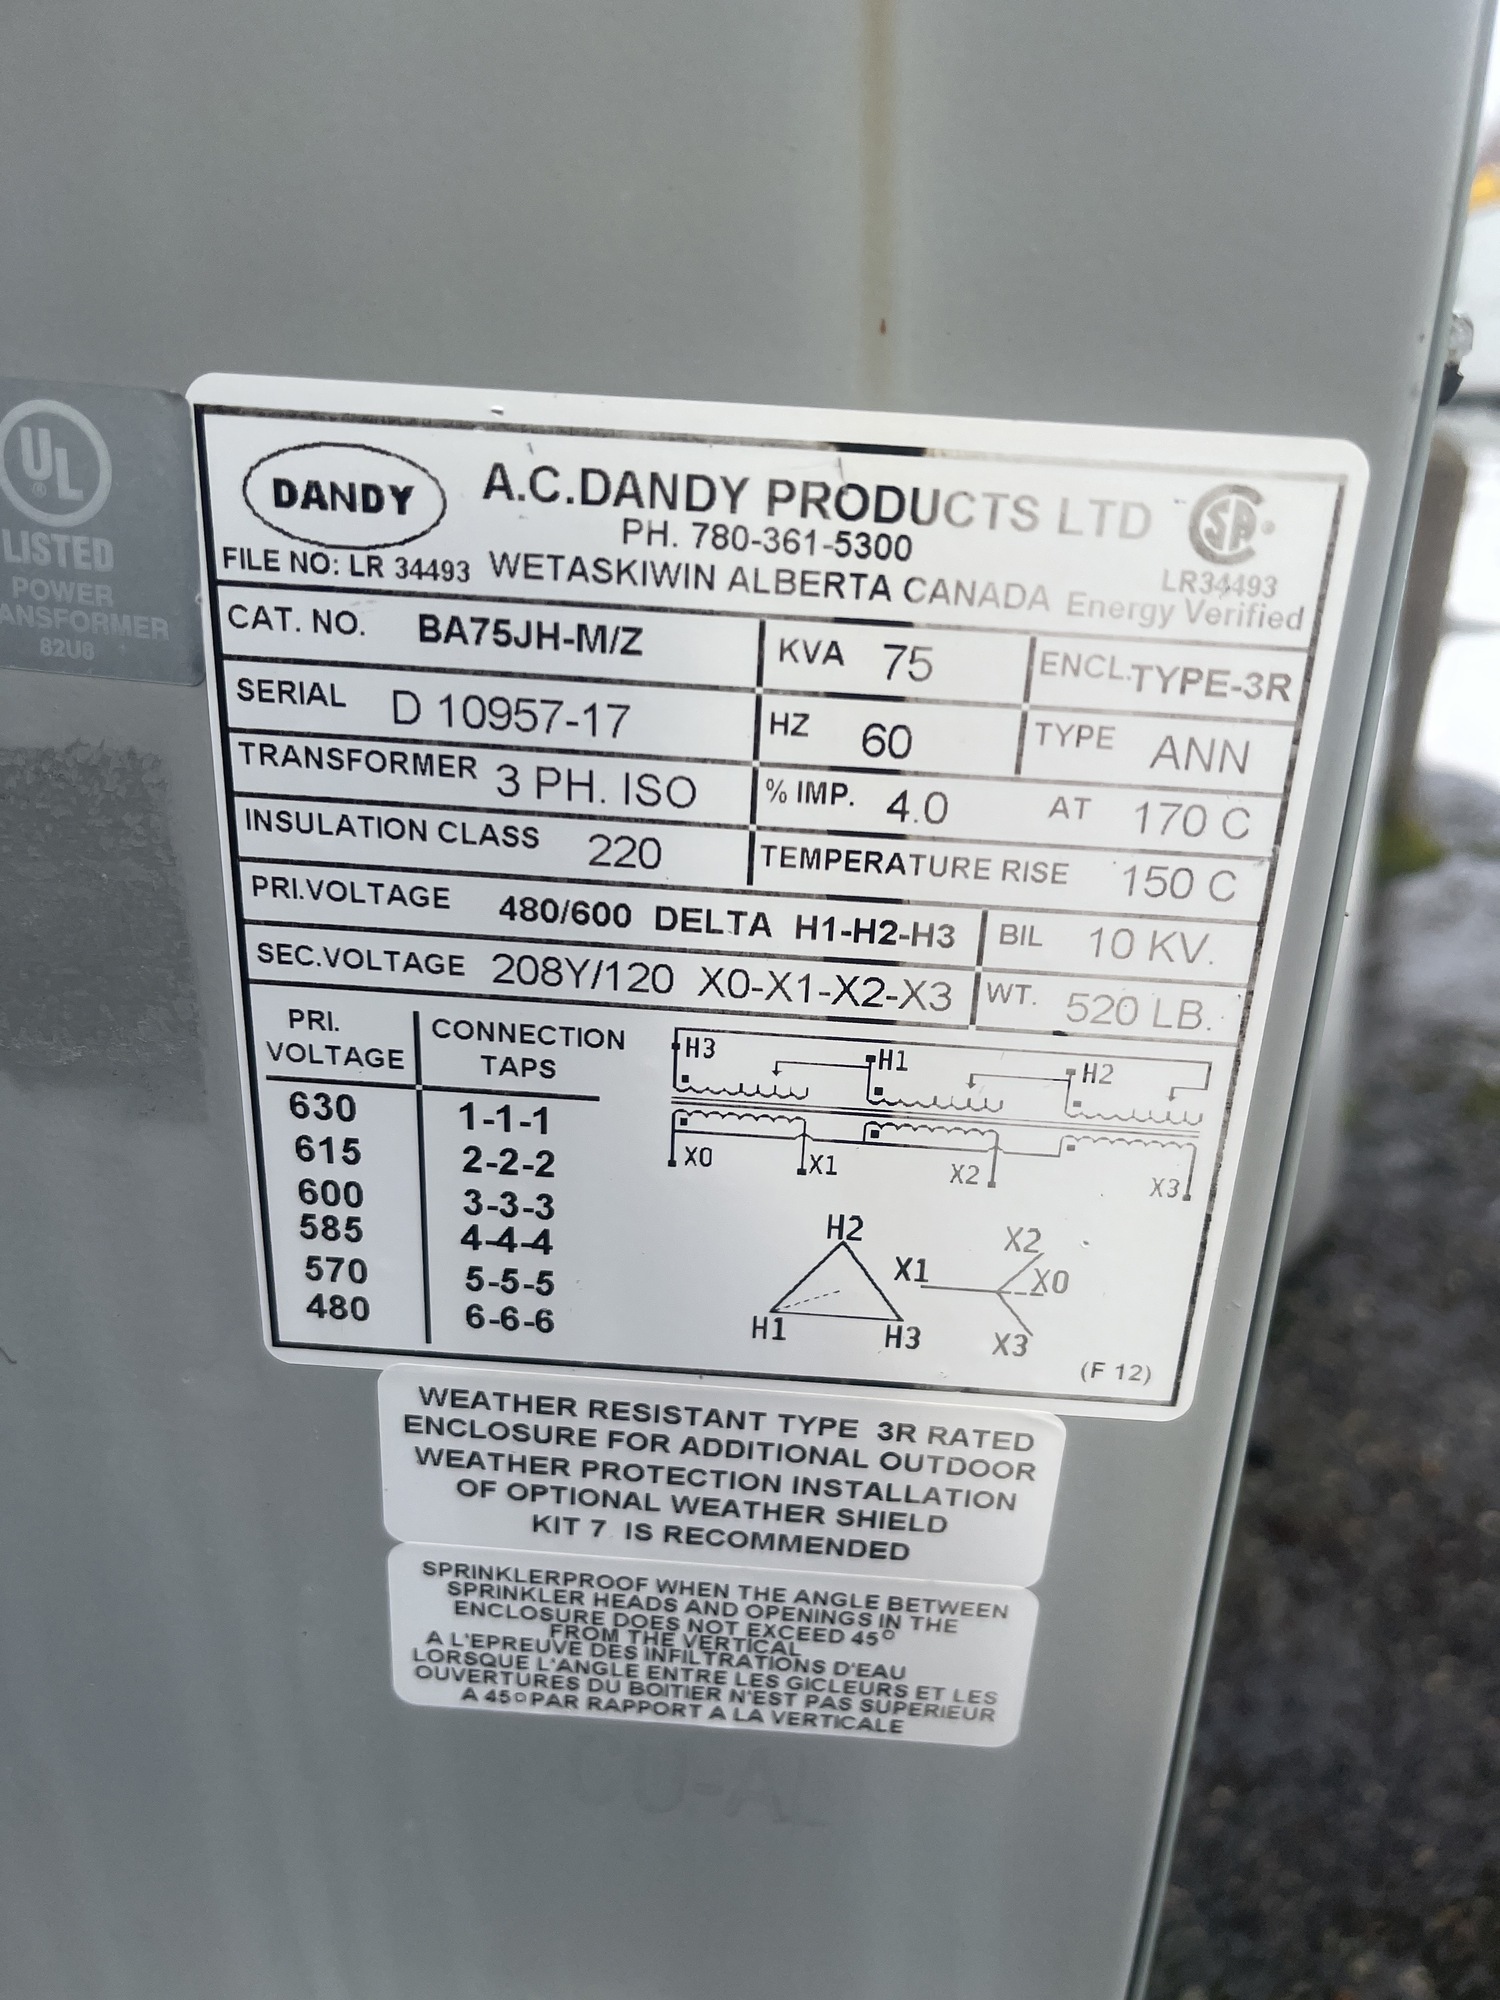 UL
®
LISTED
POWER
ANSFORMER
82U8
DANDY
A.C.DANDY PRODUCTS LTD
PH. 780-361-5300
LR34493
FILE NO: LR 34493 WETASKIWIN ALBERTA CANADA Energy Verified
CAT. NO. BA75JH-M/Z KVA 75 ENCL.TYPE-3R
SERIAL D 10957-17 HZ 60 TYPE ANN
TRANSFORMER 3 PH. ISO % IMP. 4.0 AT 170 C
INSULATION CLASS 220 TEMPERATURE RISE 150 C
PRI.VOLTAGE 480/600 DELTA H1-H2-H3 BIL 10 KV.
SEC.VOLTAGE 208Y/120 X0-X1-X2-X3 WT. 520 LB.
PRI. VOLTAGE CONNECTION TAPS
630 1-1-1
615 2-2-2
600 3-3-3
585 4-4-4
570 5-5-5
480 6-6-6
H3 H1 H2
X0 X1 X2 X3
H2
H1 H3
X2
X1 X0
X3
(F 12)
WEATHER RESISTANT TYPE 3R RATED
ENCLOSURE FOR ADDITIONAL OUTDOOR
WEATHER PROTECTION INSTALLATION
OF OPTIONAL WEATHER SHIELD
KIT 7 IS RECOMMENDED
SPRINKLERPROOF WHEN THE ANGLE BETWEEN
SPRINKLER HEADS AND OPENINGS IN THE
ENCLOSURE DOES NOT EXCEED 45°
FROM THE VERTICAL
A L'EPREUVE DES INFILTRATIONS D'EAU
LORSQUE L'ANGLE ENTRE LES GICLEURS ET LES
OUVERTURES DU BOITIER N'EST PAS SUPERIEUR
A 45° PAR RAPPORT A LA VERTICALE
CU-AL